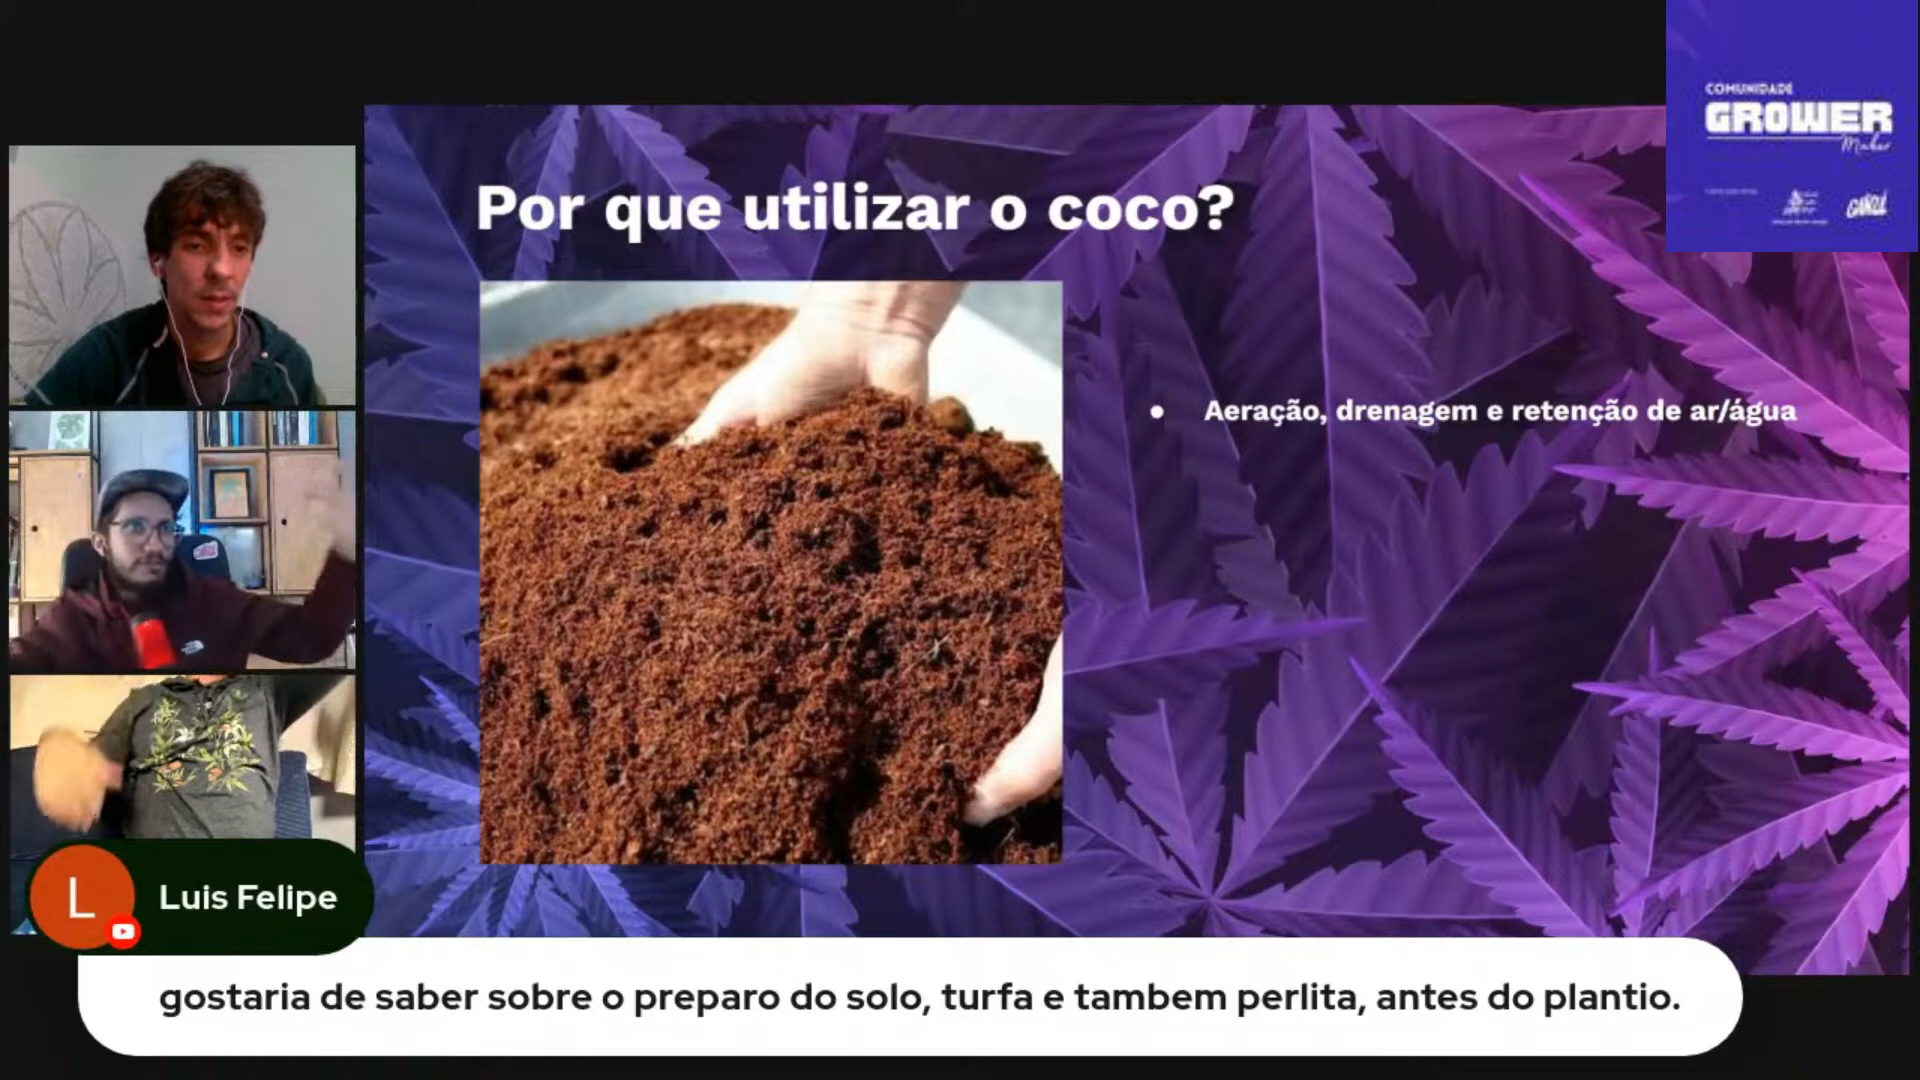 COMUNIDADE
GROWER
Maker
Por que utilizar o coco?
● Aeração, drenagem e retenção de ar/água
L
Luis Felipe
gostaria de saber sobre o preparo do solo, turfa e tambem perlita, antes do plantio.